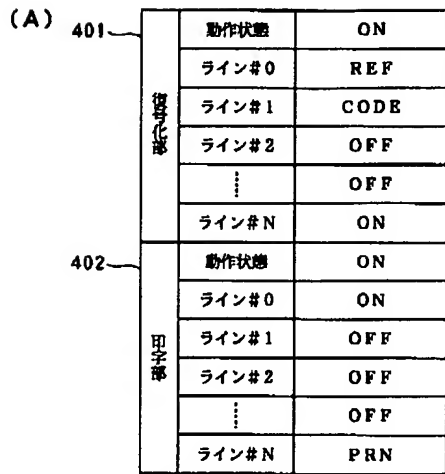 (A)
401
復号化部
動作状態 ON
ライン#0 REF
ライン#1 CODE
ライン#2 OFF
OFF
ライン#N ON
402
印字部
動作状態 ON
ライン#0 ON
ライン#1 OFF
ライン#2 OFF
OFF
ライン#N PRN